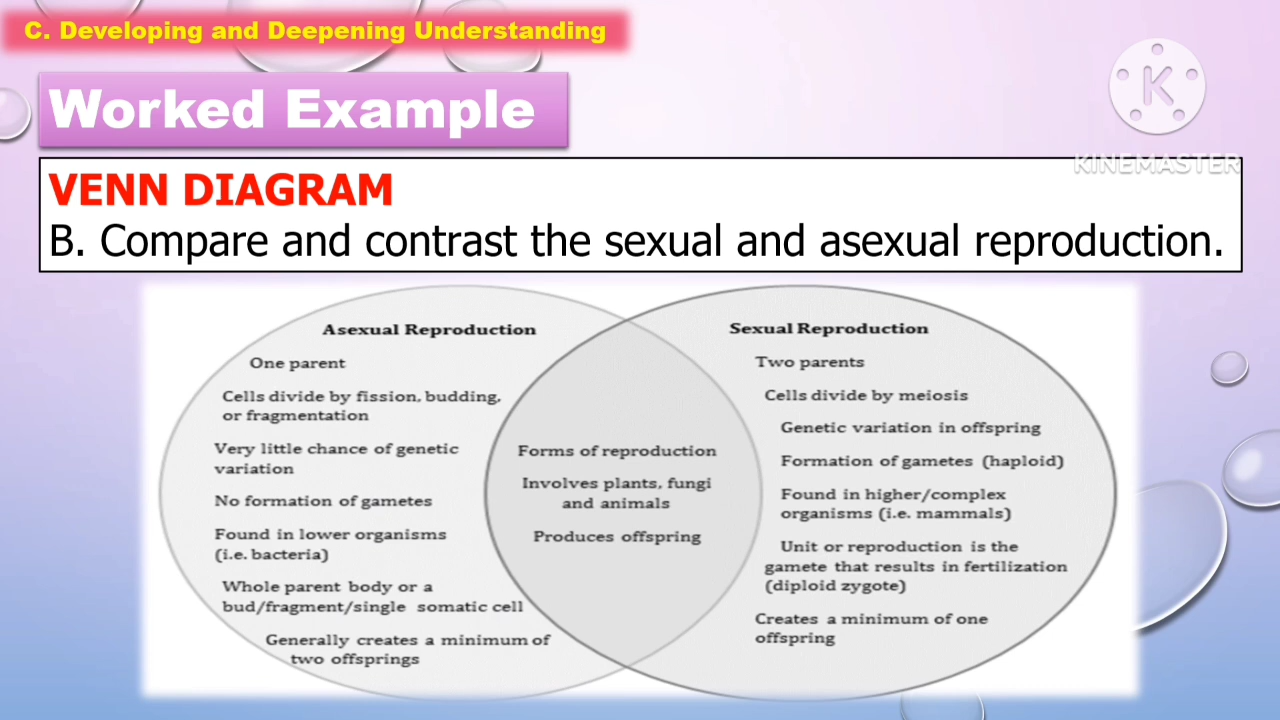 C. Developing and Deepening Understanding
Worked Example
K
KINEMASTER
VENN DIAGRAM
B. Compare and contrast the sexual and asexual reproduction.
Asexual Reproduction
One parent
Cells divide by fission, budding,
or fragmentation
Very little chance of genetic
variation
No formation of gametes
Found in lower organisms
(i.e. bacteria)
Whole parent body or a
bud/fragment/single somatic cell
Generally creates a minimum of
two offsprings
Forms of reproduction
Involves plants, fungi
and animals
Produces offspring
Sexual Reproduction
Two parents
Cells divide by meiosis
Genetic variation in offspring
Formation of gametes (haploid)
Found in higher/complex
organisms (i.e. mammals)
Unit or reproduction is the
gamete that results in fertilization
(diploid zygote)
Creates a minimum of one
offspring